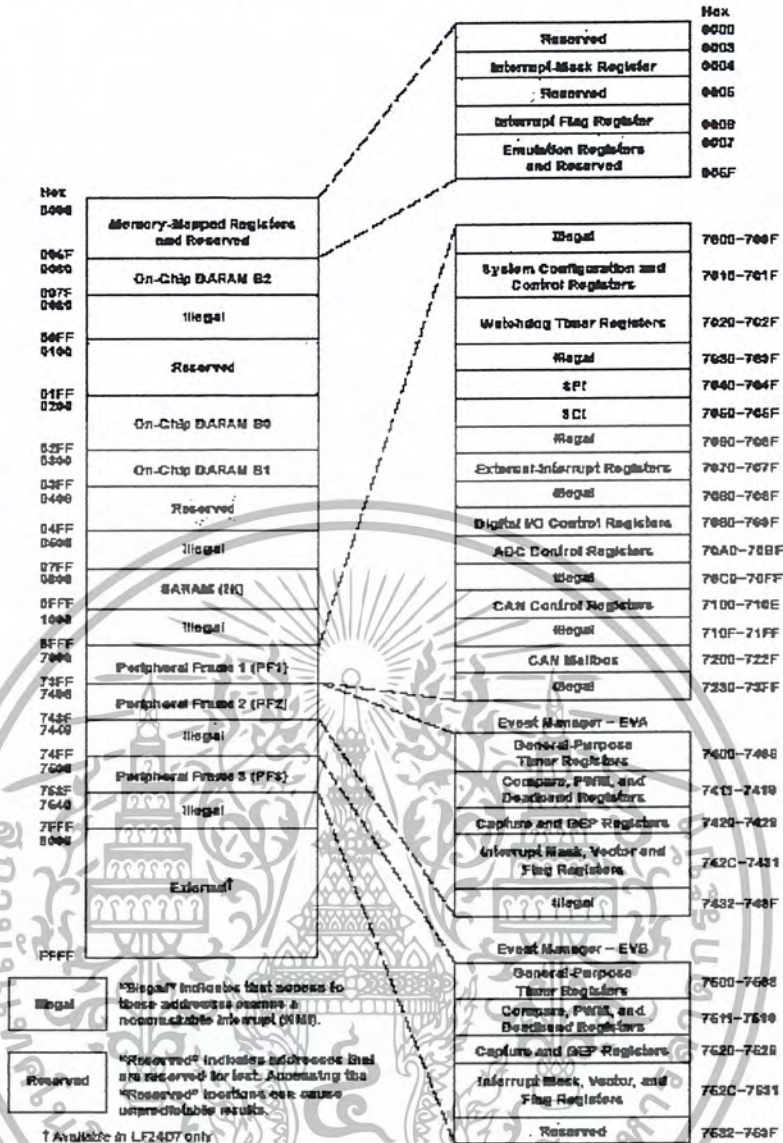 Hex
0000
Reserved
0003
Interrupt-Mask Register
0004
Reserved
0005
Interrupt Flag Register
0006
0007
Emulation Registers
and Reserved
005F
Hex
0000
Memory-Mapped Registers
and Reserved
005F
0060
On-Chip DARAM B2
007F
0080
Illegal
00FF
0100
Reserved
01FF
0200
On-Chip DARAM B0
02FF
0300
On-Chip DARAM B1
03FF
0400
Reserved
04FF
0500
Illegal
07FF
0800
SARAM (2K)
0FFF
1000
Illegal
6FFF
7000
Peripheral Frame 1 (PF1)
73FF
7400
Peripheral Frame 2 (PF2)
743F
7440
Illegal
74FF
7500
Peripheral Frame 3 (PF3)
753F
7540
Illegal
7FFF
8000
External†
FFFF
Illegal
7000-700F
System Configuration and
Control Registers
7010-701F
Watchdog Timer Registers
7020-702F
Illegal
7030-703F
SPI
7040-704F
SCI
7050-705F
Illegal
7060-706F
External-Interrupt Registers
7070-707F
Illegal
7080-708F
Digital I/O Control Registers
7090-709F
ADC Control Registers
70A0-70BF
Illegal
70C0-70FF
CAN Control Registers
7100-710E
Illegal
710F-71FF
CAN Mailbox
7200-722F
Illegal
7230-73FF
Event Manager – EVA
General-Purpose
Timer Registers
7400-7408
Compare, PWM, and
Deadband Registers
7411-7419
Capture and QEP Registers
7420-7429
Interrupt Mask, Vector and
Flag Registers
742C-7431
Illegal
7432-743F
Event Manager – EVB
General-Purpose
Timer Registers
7500-7508
Compare, PWM, and
Deadband Registers
7511-7519
Capture and QEP Registers
7520-7529
Interrupt Mask, Vector, and
Flag Registers
752C-7531
Reserved
7532-753F
Illegal
"Illegal" indicates that access to
these addresses causes a
nonmaskable interrupt (NMI).
Reserved
"Reserved" indicates addresses that
are reserved for test. Accessing the
"Reserved" locations can cause
unpredictable results.
† Available in LF2407 only